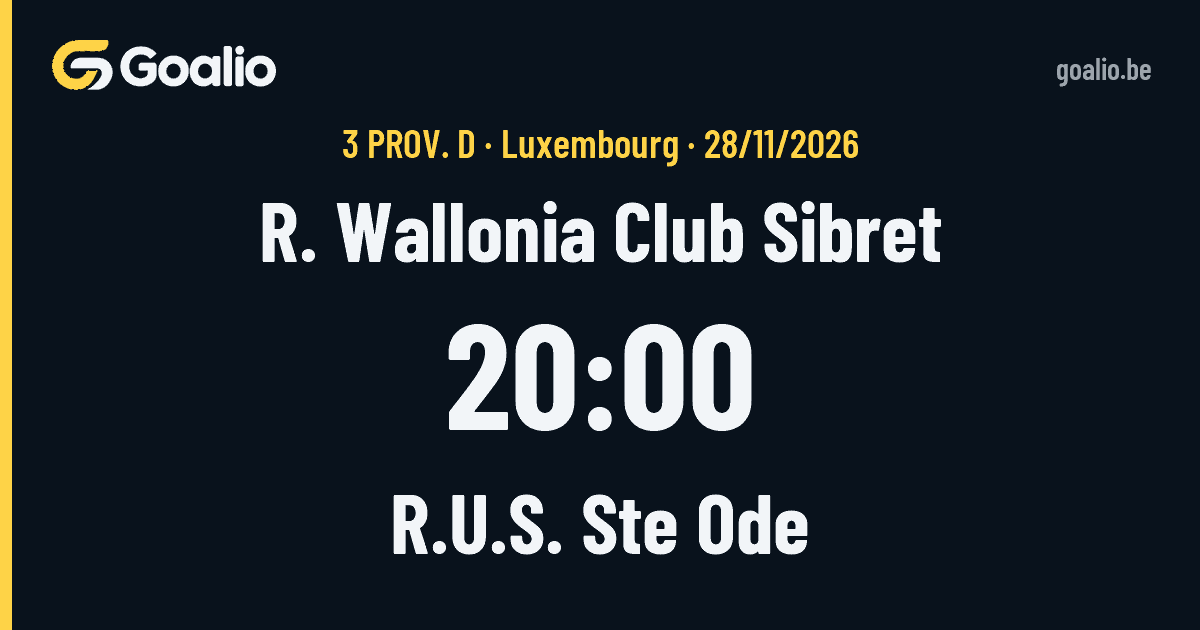 Goalio
goalio.be
3 PROV. D · Luxembourg · 28/11/2026
R. Wallonia Club Sibret
20:00
R.U.S. Ste Ode